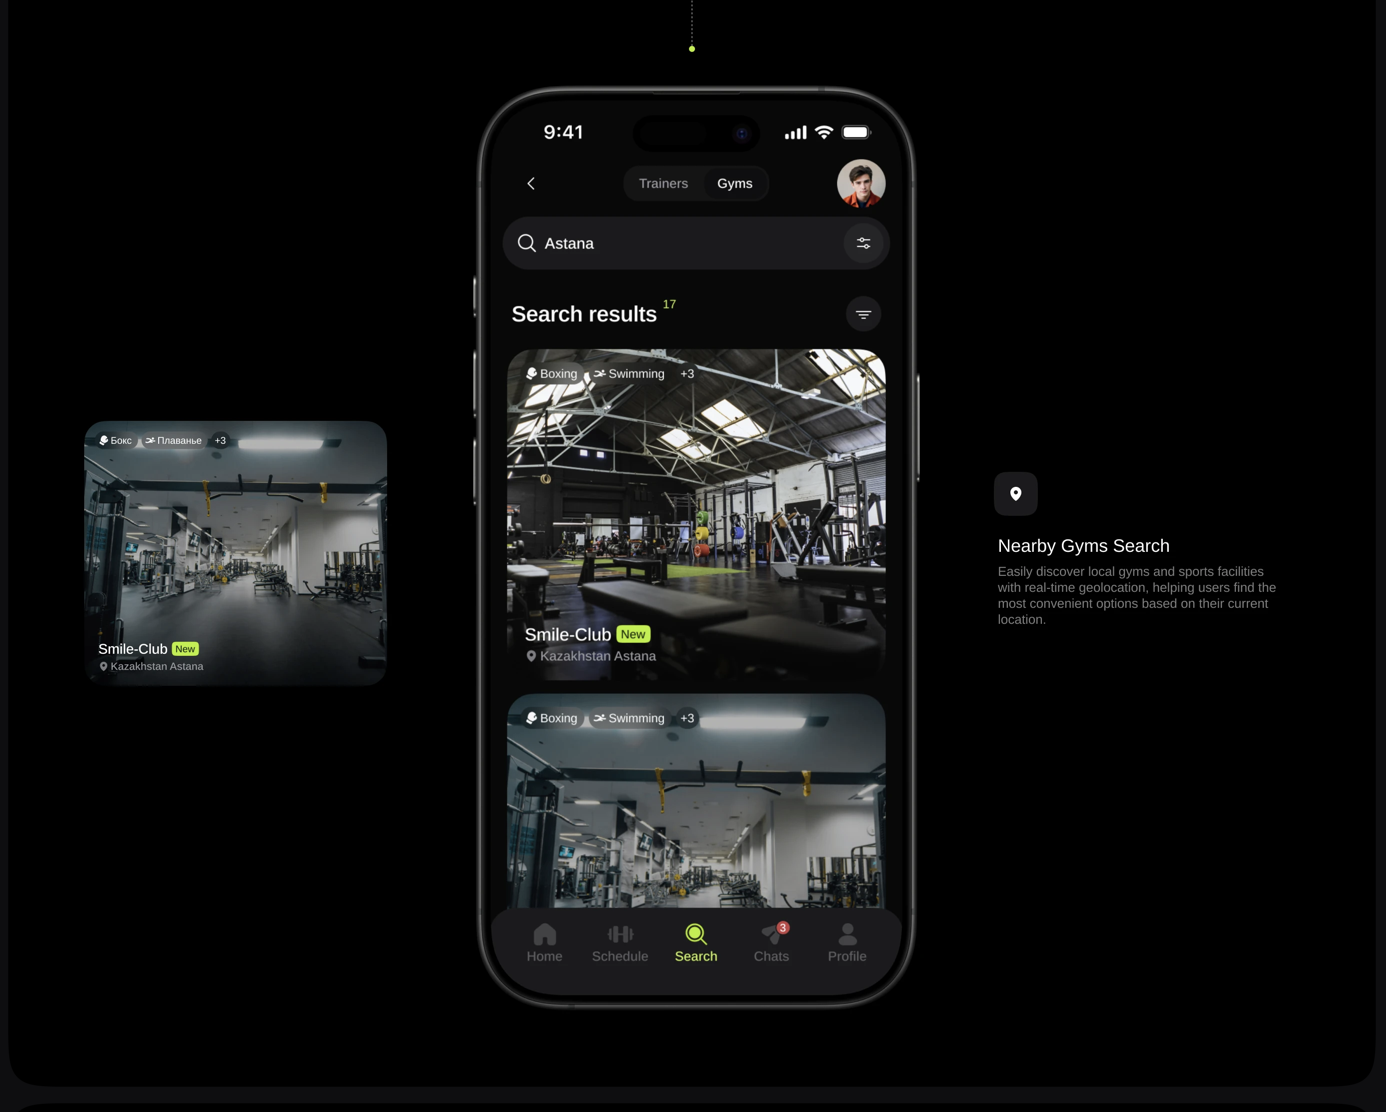 9:41
Trainers
Gyms
Astana
Search results 17
Boxing
Swimming
+3
Smile-Club New
Kazakhstan Astana
Boxing
Swimming
+3
Home
Schedule
Search
Chats
3
Profile
Бокс
Плаванье
+3
Smile-Club New
Kazakhstan Astana
Nearby Gyms Search
Easily discover local gyms and sports facilities
with real-time geolocation, helping users find the
most convenient options based on their current
location.